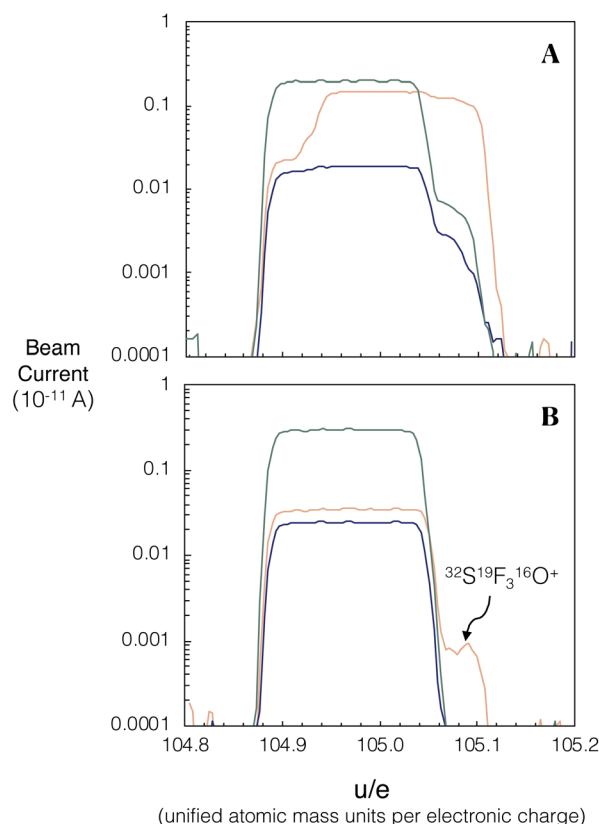 1
A
0.1
0.01
0.001
0.0001
Beam
Current
(10⁻¹¹ A)
1
B
0.1
0.01
³²S¹⁹F₃¹⁶O⁺
0.001
0.0001
104.8 104.9 105.0 105.1 105.2
u/e
(unified atomic mass units per electronic charge)